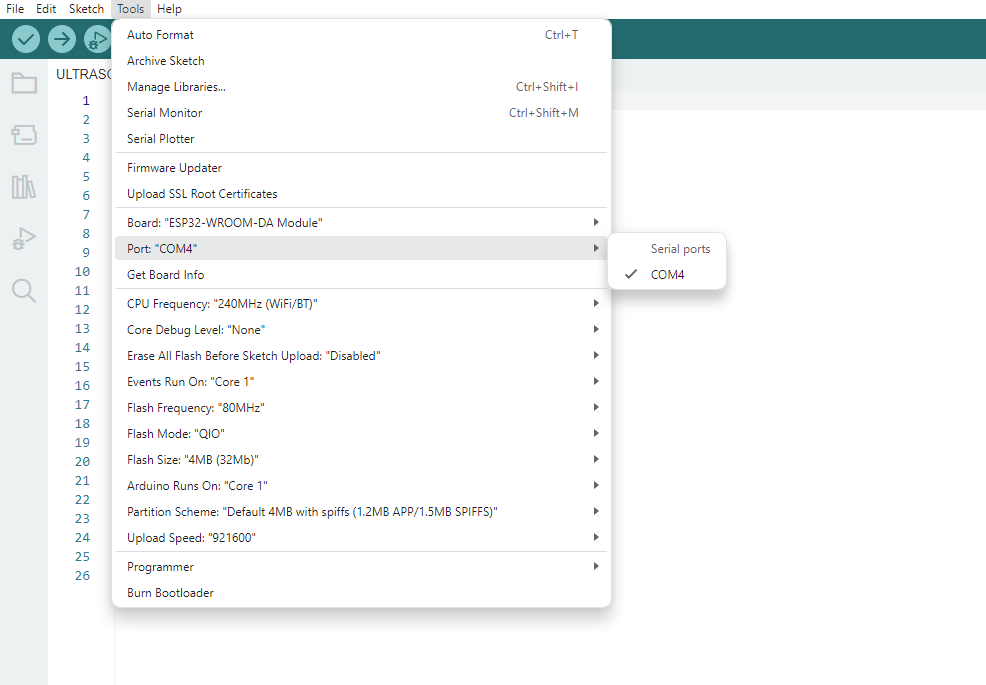 File Edit Sketch Tools Help
ULTRASO
Auto Format Ctrl+T
Archive Sketch
Manage Libraries... Ctrl+Shift+I
Serial Monitor Ctrl+Shift+M
Serial Plotter
Firmware Updater
Upload SSL Root Certificates
Board: "ESP32-WROOM-DA Module"
Port: "COM4"
Serial ports
COM4
Get Board Info
CPU Frequency: "240MHz (WiFi/BT)"
Core Debug Level: "None"
Erase All Flash Before Sketch Upload: "Disabled"
Events Run On: "Core 1"
Flash Frequency: "80MHz"
Flash Mode: "QIO"
Flash Size: "4MB (32Mb)"
Arduino Runs On: "Core 1"
Partition Scheme: "Default 4MB with spiffs (1.2MB APP/1.5MB SPIFFS)"
Upload Speed: "921600"
Programmer
Burn Bootloader
1
2
3
4
5
6
7
8
9
10
11
12
13
14
15
16
17
18
19
20
21
22
23
24
25
26